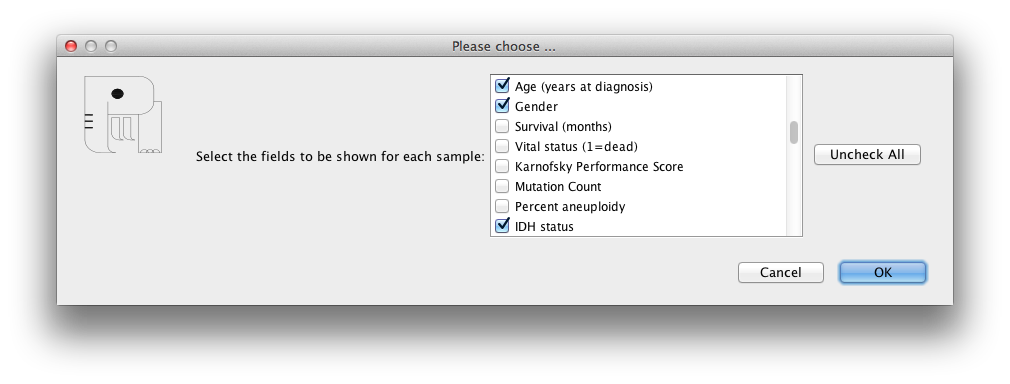 Please choose ...
Select the fields to be shown for each sample:
Age (years at diagnosis)
Gender
Survival (months)
Vital status (1=dead)
Karnofsky Performance Score
Mutation Count
Percent aneuploidy
IDH status
Uncheck All
Cancel
OK